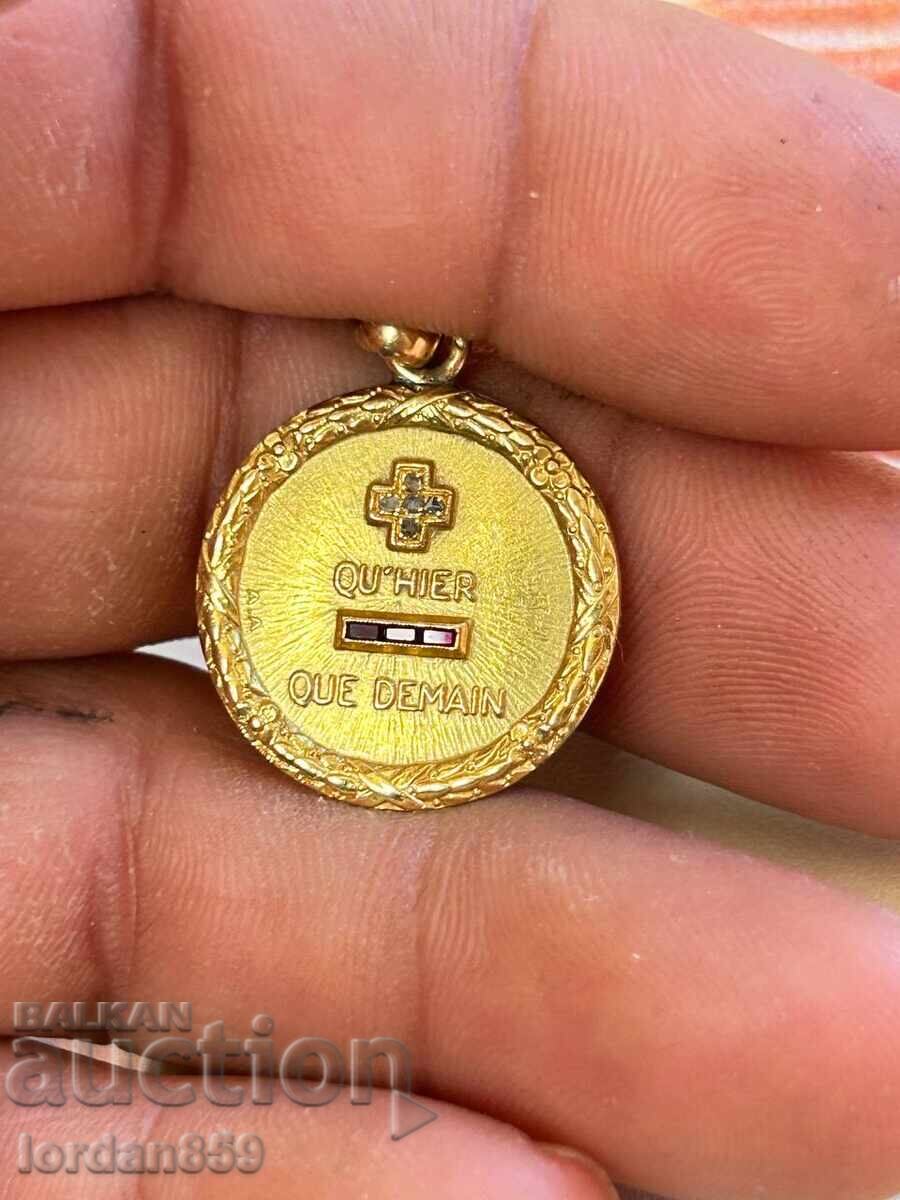 QU'HIER
QUE DEMAIN
BALKAN
auction
lordan859